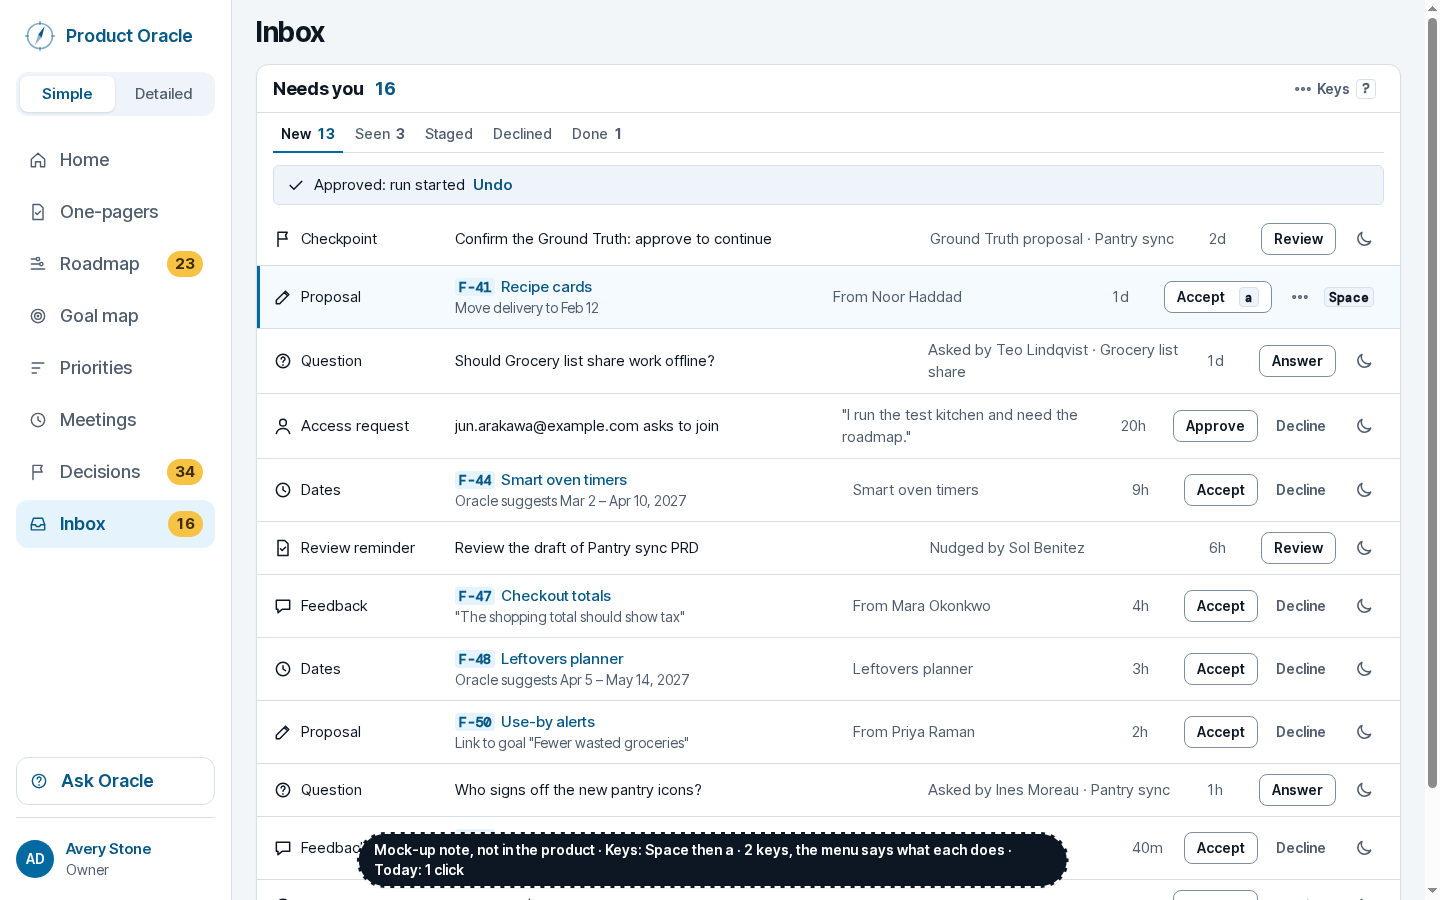 Product Oracle
Simple Detailed
Home
One-pagers
Roadmap 23
Goal map
Priorities
Meetings
Decisions 34
Inbox 16
Ask Oracle
AD Avery Stone
Owner
Inbox
Needs you 16 ••• Keys ?
New 13 Seen 3 Staged Declined Done 1
Approved: run started Undo
Checkpoint Confirm the Ground Truth: approve to continue Ground Truth proposal · Pantry sync 2d Review
Proposal F-41 Recipe cards From Noor Haddad 1d Accept a ••• Space
Move delivery to Feb 12
Question Should Grocery list share work offline? Asked by Teo Lindqvist · Grocery list 1d Answer
share
Access request jun.arakawa@example.com asks to join "I run the test kitchen and need the 20h Approve Decline
roadmap."
Dates F-44 Smart oven timers Smart oven timers 9h Accept Decline
Oracle suggests Mar 2 – Apr 10, 2027
Review reminder Review the draft of Pantry sync PRD Nudged by Sol Benitez 6h Review
Feedback F-47 Checkout totals From Mara Okonkwo 4h Accept Decline
"The shopping total should show tax"
Dates F-48 Leftovers planner Leftovers planner 3h Accept Decline
Oracle suggests Apr 5 – May 14, 2027
Proposal F-50 Use-by alerts From Priya Raman 2h Accept Decline
Link to goal "Fewer wasted groceries"
Question Who signs off the new pantry icons? Asked by Ines Moreau · Pantry sync 1h Answer
Feedback 40m Accept Decline
Mock-up note, not in the product · Keys: Space then a · 2 keys, the menu says what each does ·
Today: 1 click